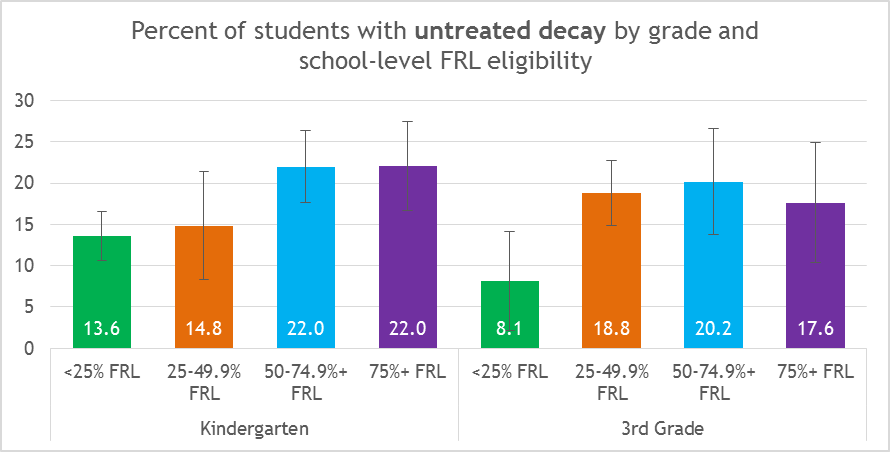 Percent of students with untreated decay by grade and
school-level FRL eligibility
30
25
20
15
10
5
0
13.6
14.8
22.0
22.0
8.1
18.8
20.2
17.6
<25% FRL
25-49.9%
FRL
50-74.9%+
FRL
75%+ FRL
<25% FRL
25-49.9%
FRL
50-74.9%+
FRL
75%+ FRL
Kindergarten
3rd Grade